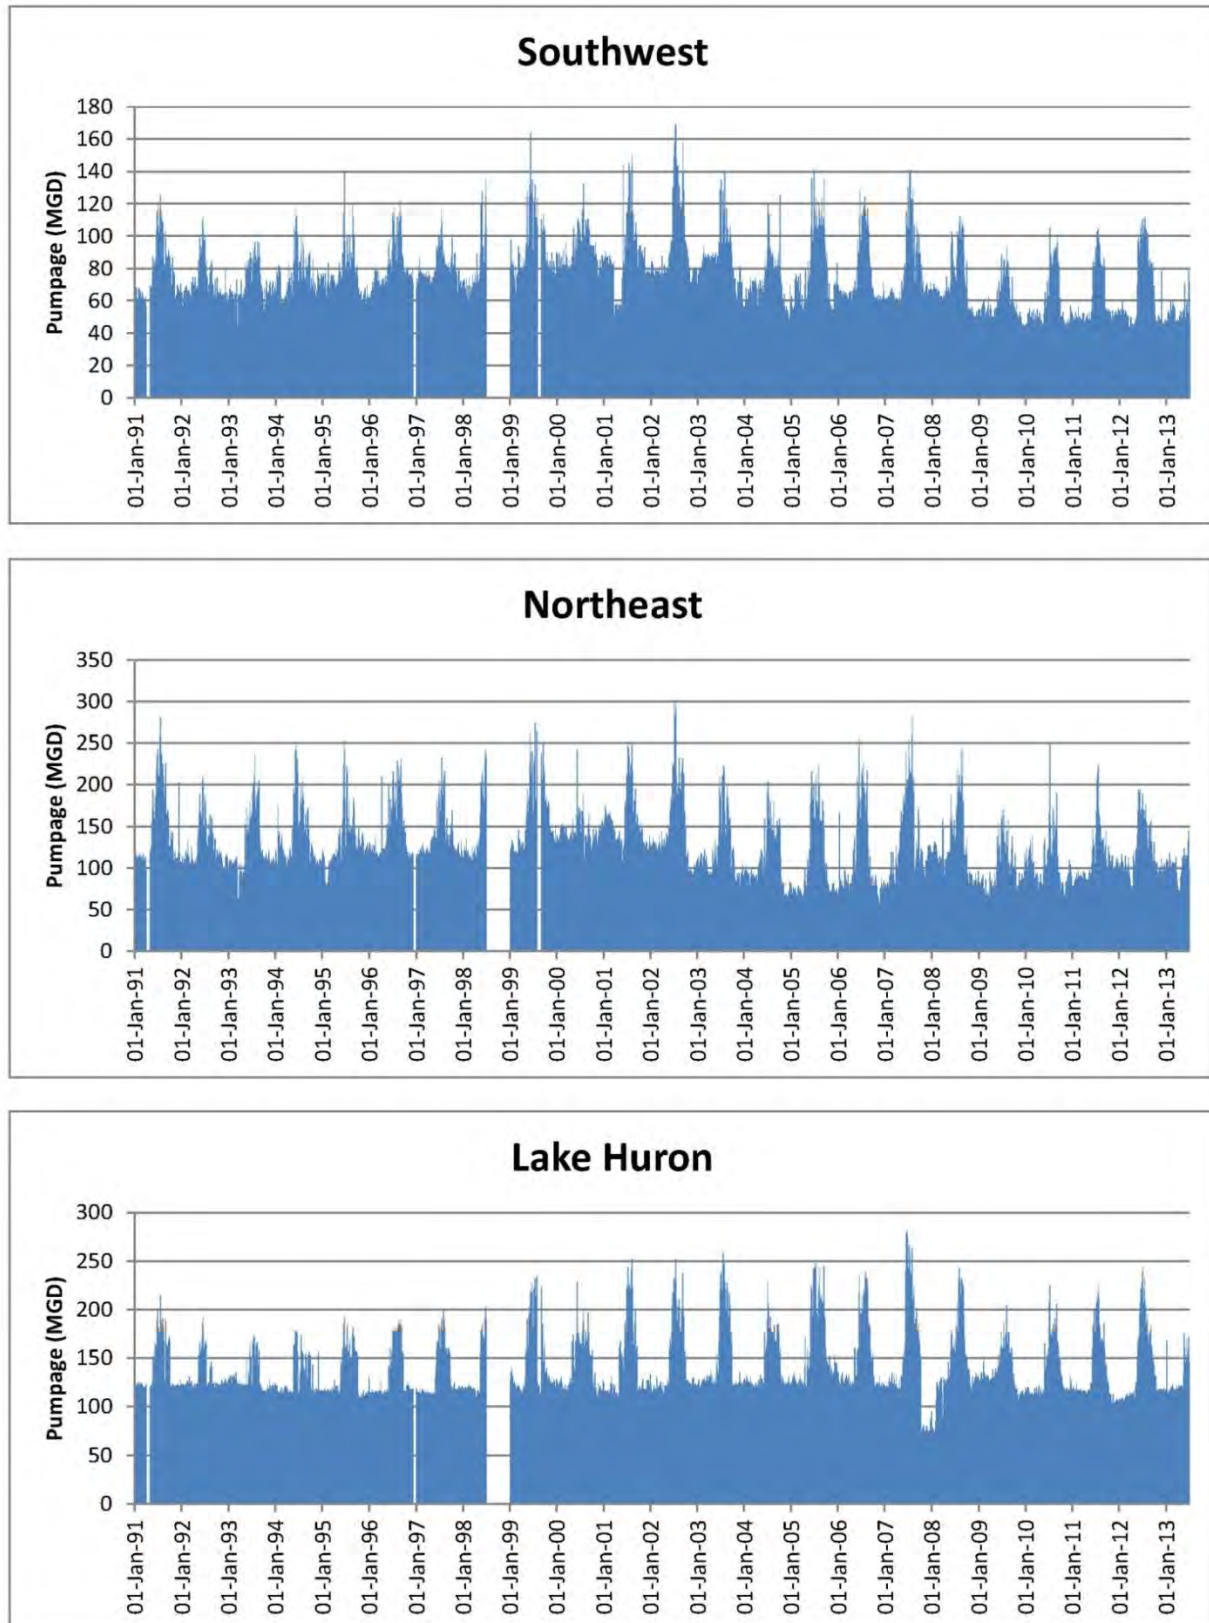 Southwest
Pumpage (MGD)
180
160
140
120
100
80
60
40
20
0
01-Jan-91
01-Jan-92
01-Jan-93
01-Jan-94
01-Jan-95
01-Jan-96
01-Jan-97
01-Jan-98
01-Jan-99
01-Jan-00
01-Jan-01
01-Jan-02
01-Jan-03
01-Jan-04
01-Jan-05
01-Jan-06
01-Jan-07
01-Jan-08
01-Jan-09
01-Jan-10
01-Jan-11
01-Jan-12
01-Jan-13
Northeast
Pumpage (MGD)
350
300
250
200
150
100
50
0
01-Jan-91
01-Jan-92
01-Jan-93
01-Jan-94
01-Jan-95
01-Jan-96
01-Jan-97
01-Jan-98
01-Jan-99
01-Jan-00
01-Jan-01
01-Jan-02
01-Jan-03
01-Jan-04
01-Jan-05
01-Jan-06
01-Jan-07
01-Jan-08
01-Jan-09
01-Jan-10
01-Jan-11
01-Jan-12
01-Jan-13
Lake Huron
Pumpage (MGD)
300
250
200
150
100
50
0
01-Jan-91
01-Jan-92
01-Jan-93
01-Jan-94
01-Jan-95
01-Jan-96
01-Jan-97
01-Jan-98
01-Jan-99
01-Jan-00
01-Jan-01
01-Jan-02
01-Jan-03
01-Jan-04
01-Jan-05
01-Jan-06
01-Jan-07
01-Jan-08
01-Jan-09
01-Jan-10
01-Jan-11
01-Jan-12
01-Jan-13